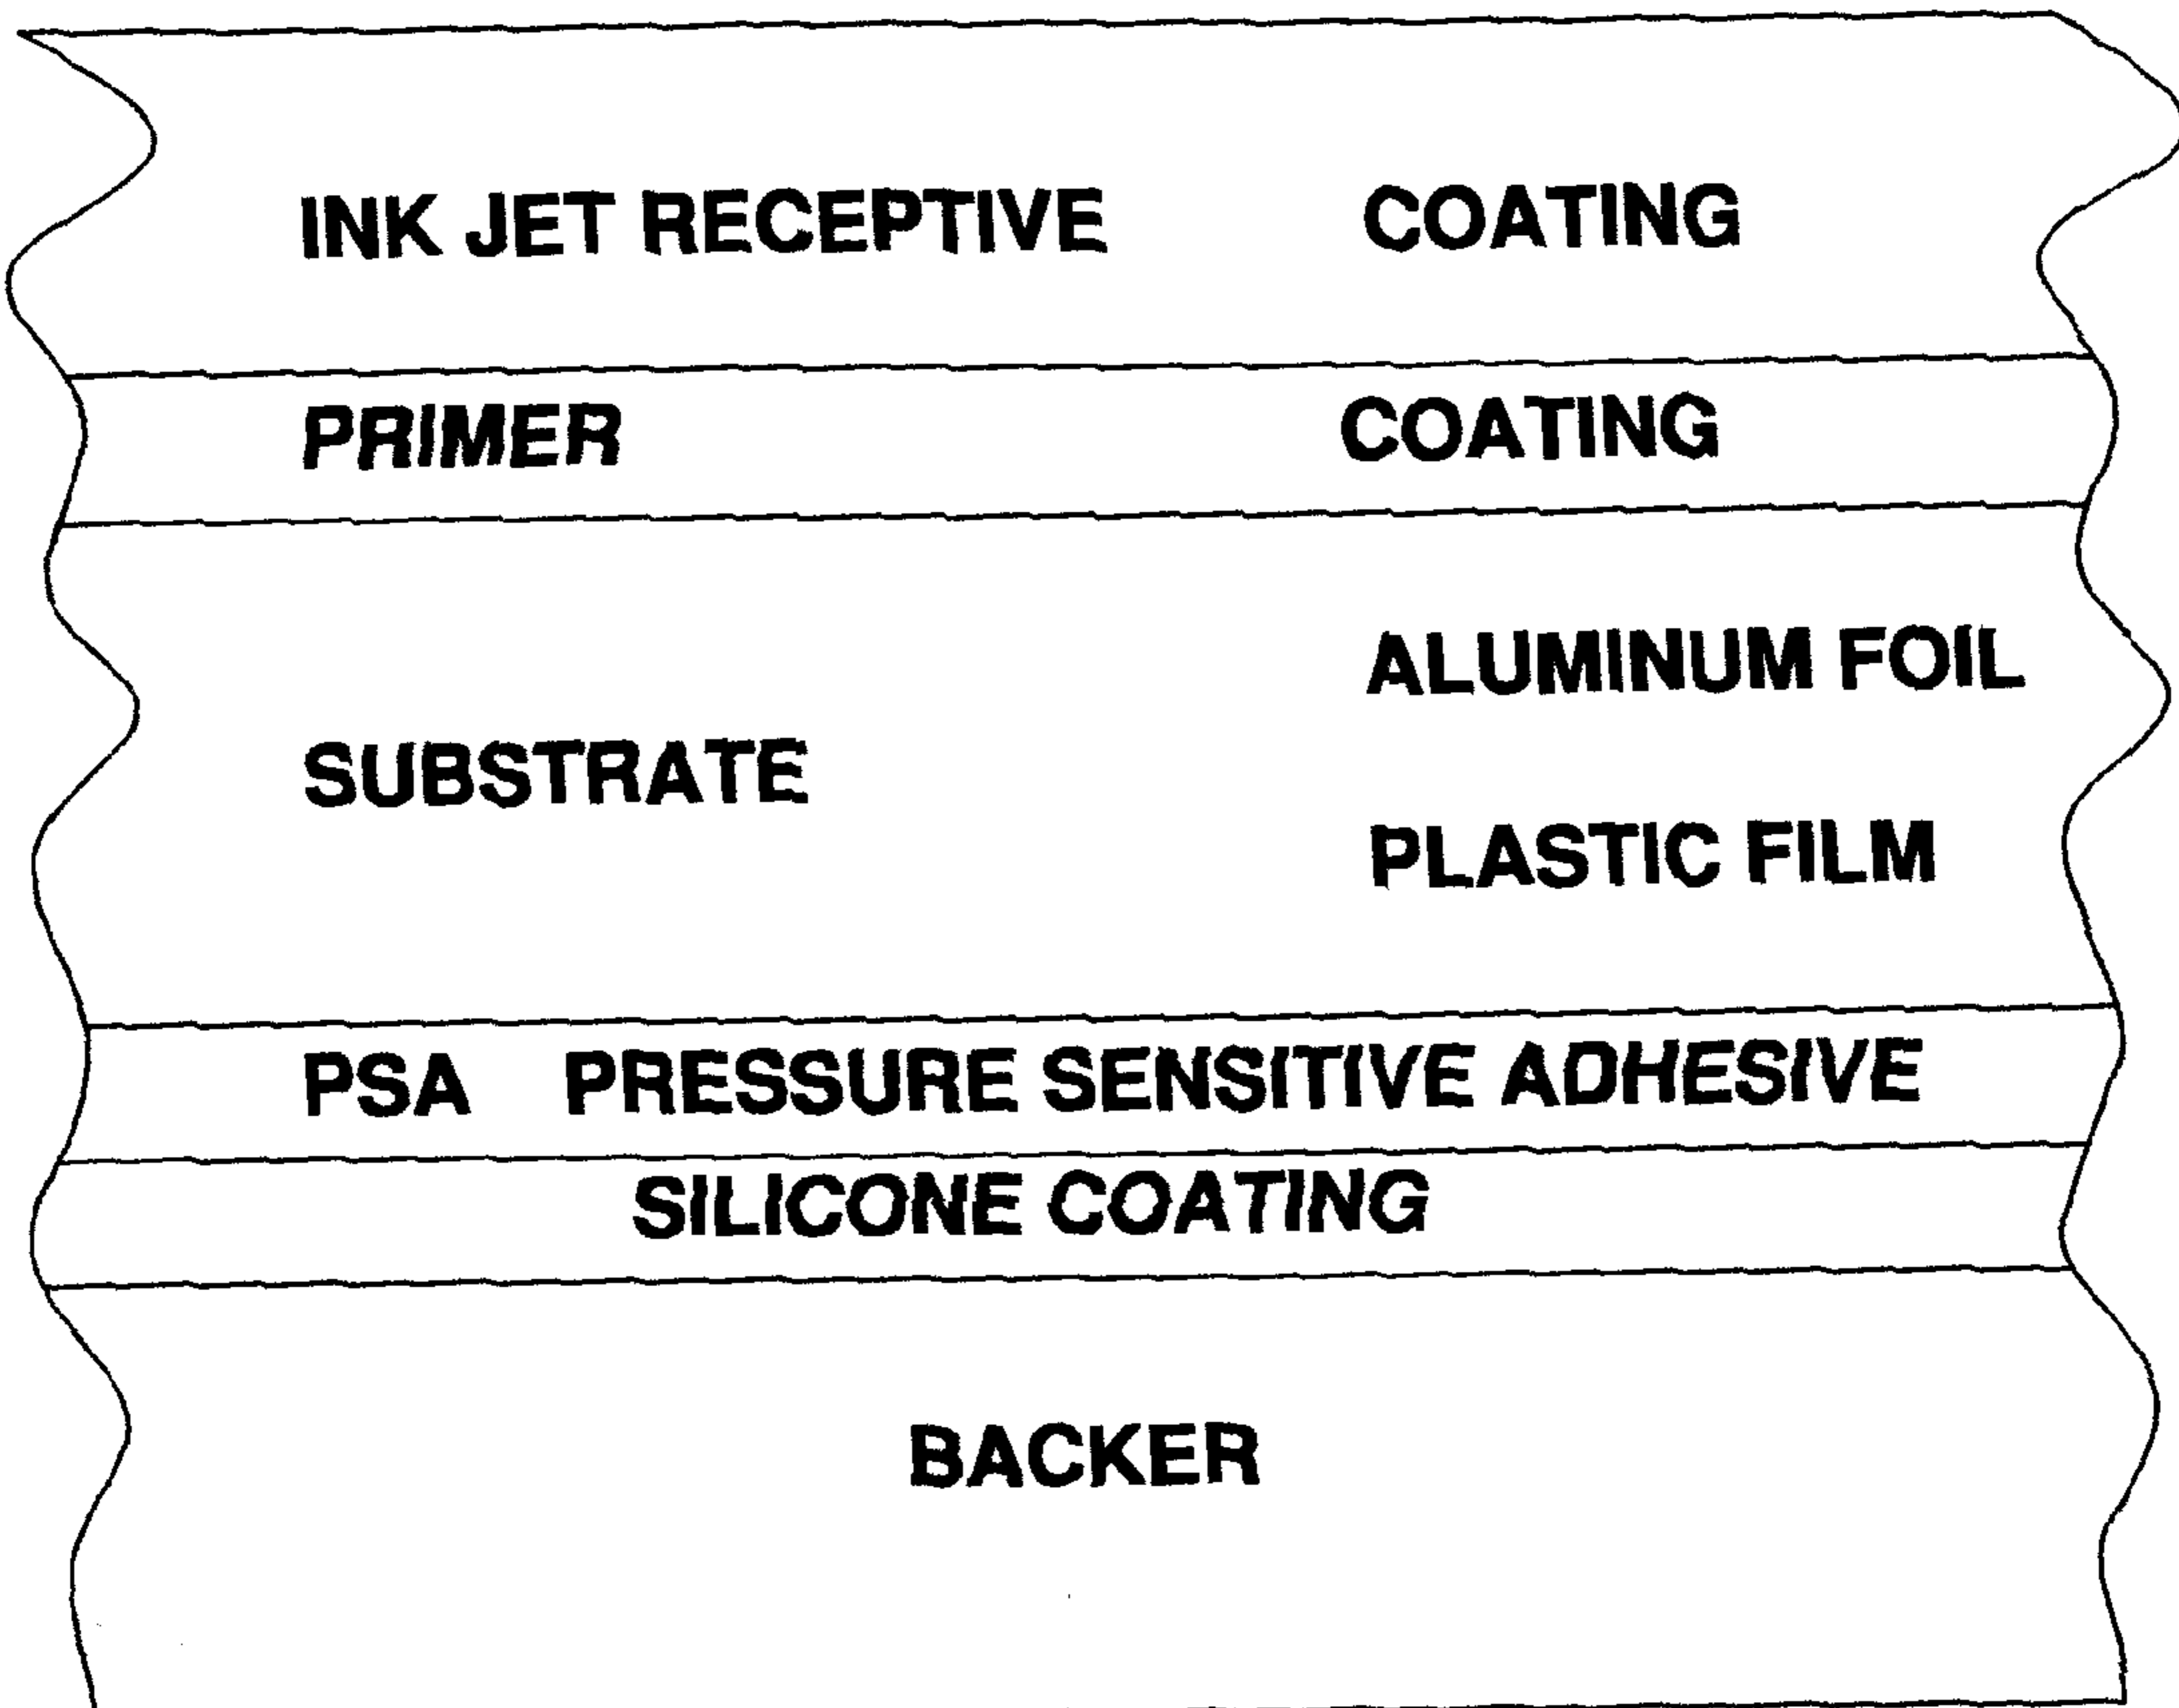 INK JET RECEPTIVE COATING
PRIMER COATING
ALUMINUM FOIL
SUBSTRATE
PLASTIC FILM
PSA PRESSURE SENSITIVE ADHESIVE
SILICONE COATING
BACKER